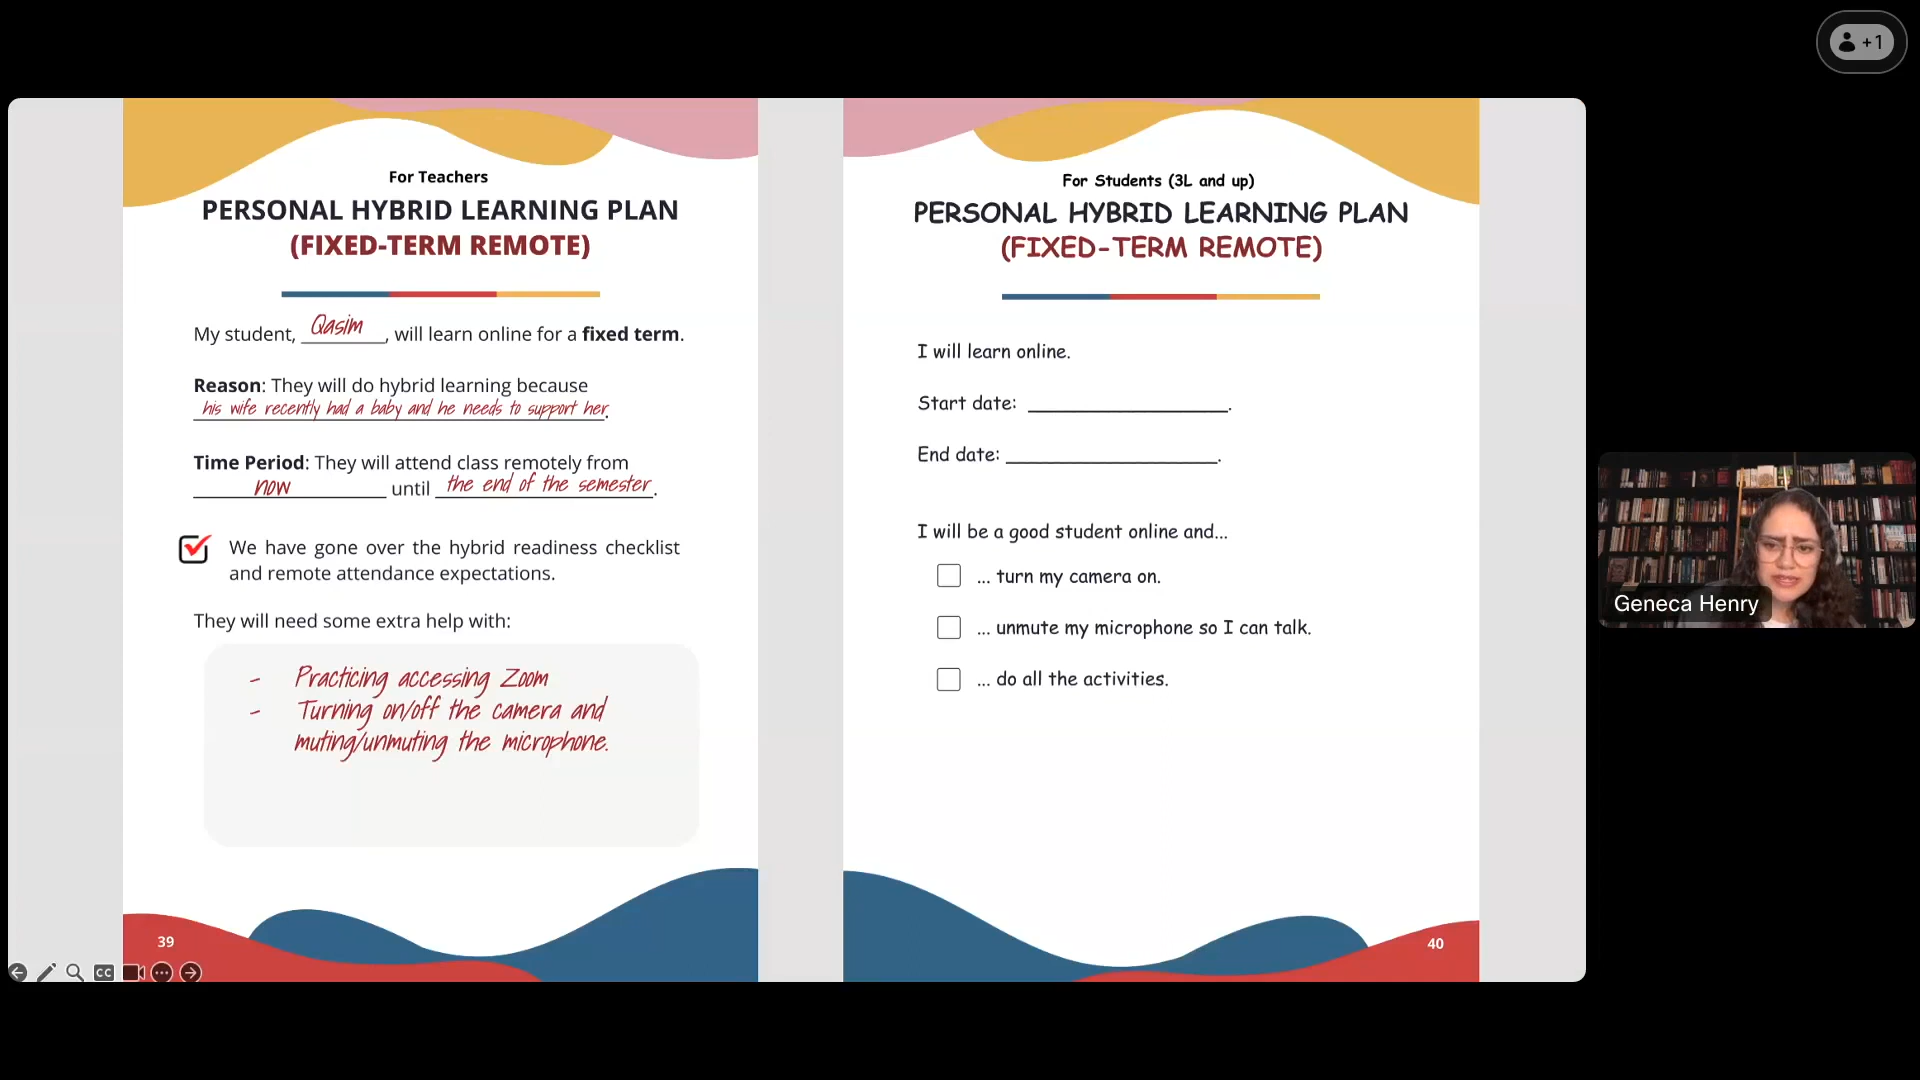 +1
For Teachers
PERSONAL HYBRID LEARNING PLAN
(FIXED-TERM REMOTE)
My student, Qasim, will learn online for a fixed term.
Reason: They will do hybrid learning because
his wife recently had a baby and he needs to support her.
Time Period: They will attend class remotely from
now until the end of the semester.
We have gone over the hybrid readiness checklist
and remote attendance expectations.
They will need some extra help with:
- Practicing accessing Zoom
- Turning on/off the camera and
muting/unmuting the microphone.
39
CC
For Students (3L and up)
PERSONAL HYBRID LEARNING PLAN
(FIXED-TERM REMOTE)
I will learn online.
Start date: ____________________.
End date: _____________________.
I will be a good student online and...
... turn my camera on.
... unmute my microphone so I can talk.
... do all the activities.
40
Geneca Henry